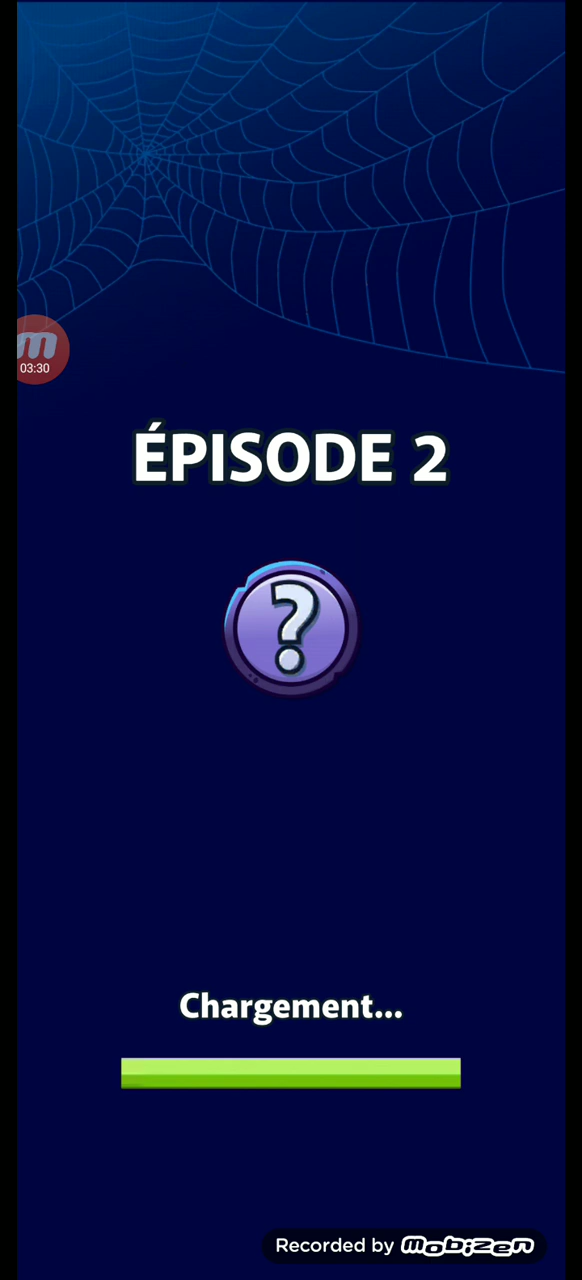 m
03:30
ÉPISODE 2
?
Chargement...
Recorded by mobizen